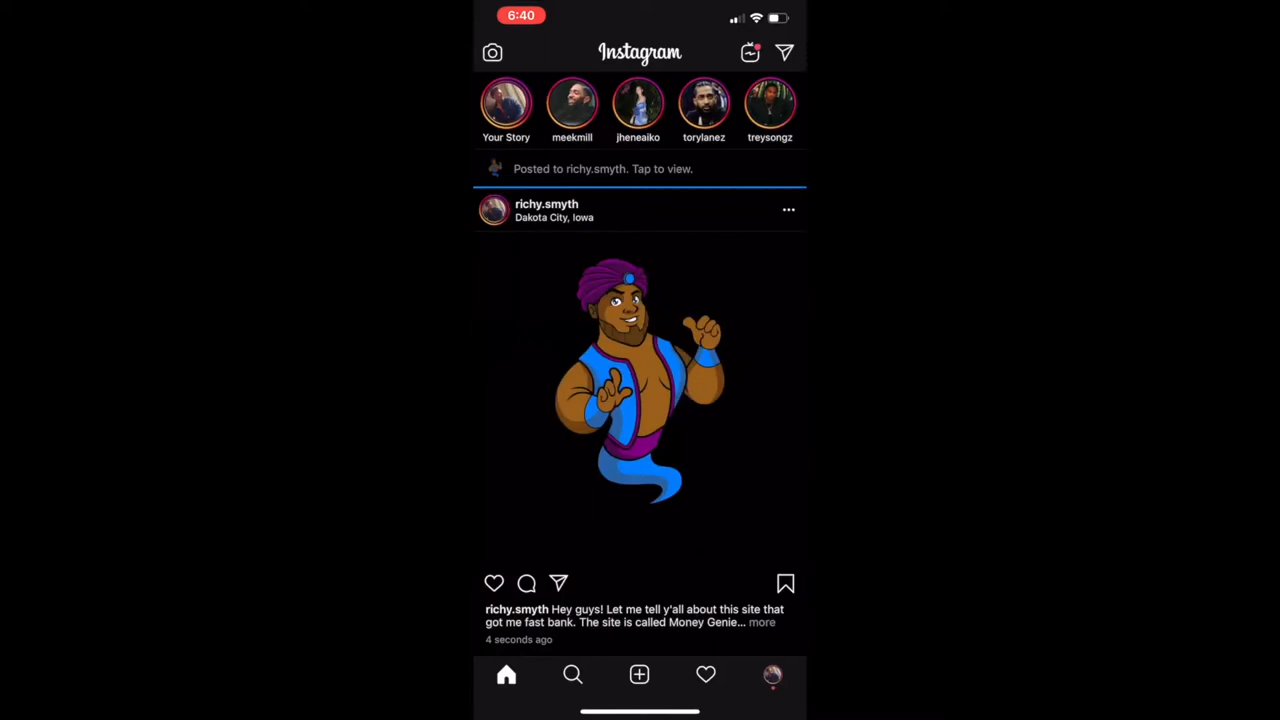 6:40
Instagram
Your Story
meekmill
jheneaiko
torylanez
treysongz
Posted to richy.smyth. Tap to view.
richy.smyth
Dakota City, Iowa
richy.smyth Hey guys! Let me tell y'all about this site that
got me fast bank. The site is called Money Genie... more
4 seconds ago